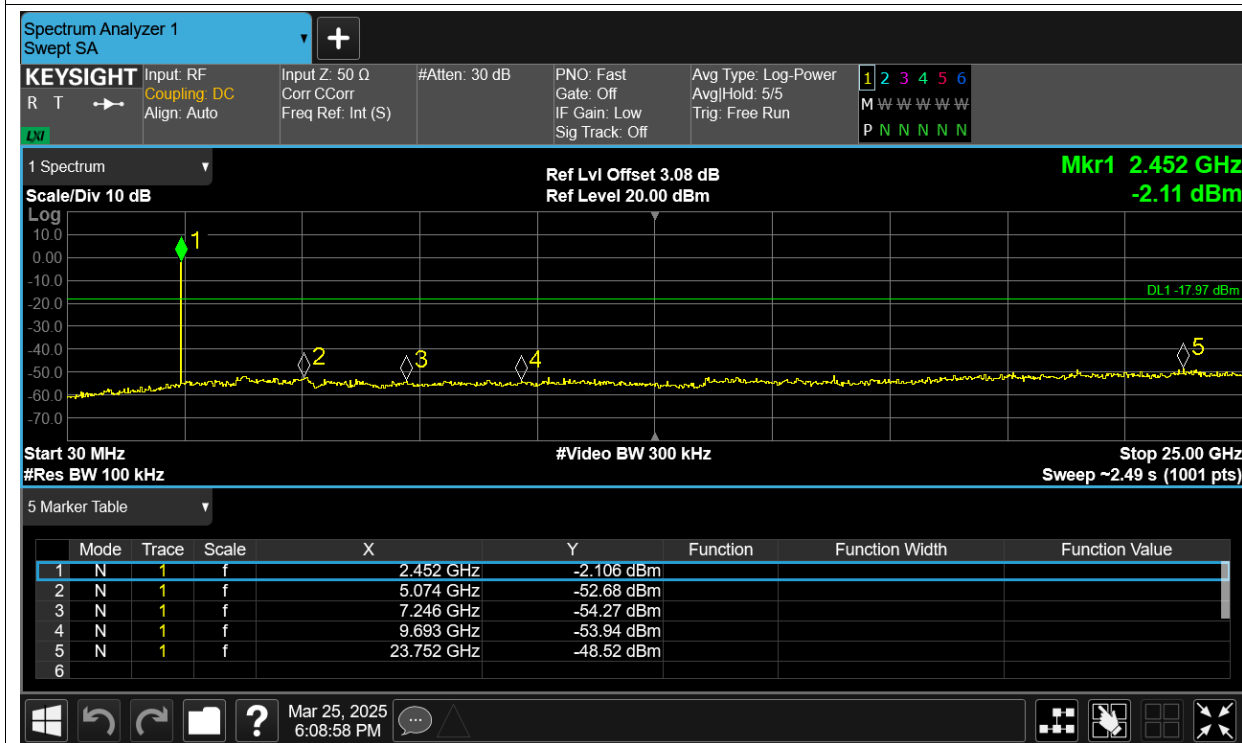 Spectrum Analyzer 1
Swept SA
+
KEYSIGHT
R T
LXI
Input: RF
Coupling: DC
Align: Auto
Input Z: 50 Ω
Corr CCorr
Freq Ref: Int (S)
#Atten: 30 dB
PNO: Fast
Gate: Off
IF Gain: Low
Sig Track: Off
Avg Type: Log-Power
Avg|Hold: 5/5
Trig: Free Run
1 2 3 4 5 6
M W W W W W
P N N N N N
1 Spectrum
Scale/Div 10 dB
Ref Lvl Offset 3.08 dB
Ref Level 20.00 dBm
Mkr1 2.452 GHz
-2.11 dBm
Log
10.0
0.00
-10.0
-20.0
-30.0
-40.0
-50.0
-60.0
-70.0
1
2
3
4
5
DL1 -17.97 dBm
Start 30 MHz
#Video BW 300 kHz
Stop 25.00 GHz
#Res BW 100 kHz
Sweep ~2.49 s (1001 pts)
5 Marker Table
Mode Trace Scale X Y Function Function Width Function Value
1 N 1 f 2.452 GHz -2.106 dBm
2 N 1 f 5.074 GHz -52.68 dBm
3 N 1 f 7.246 GHz -54.27 dBm
4 N 1 f 9.693 GHz -53.94 dBm
5 N 1 f 23.752 GHz -48.52 dBm
6
?
Mar 25, 2025
6:08:58 PM